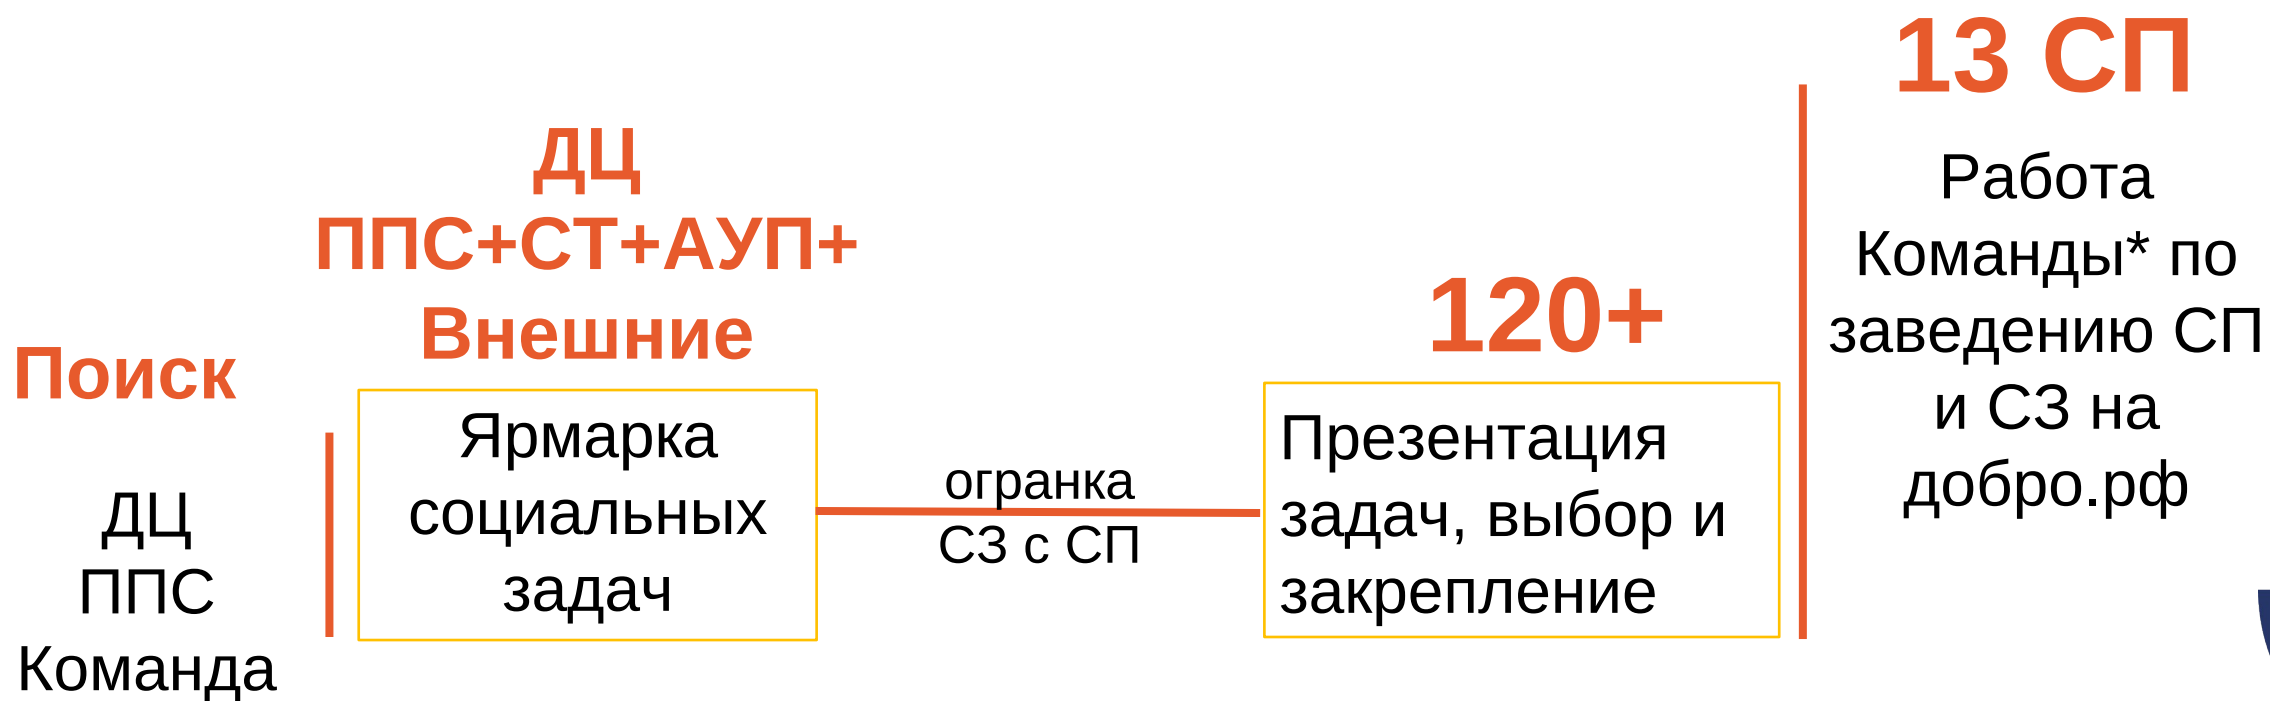 Поиск
ДЦ
ППС
Команда
ДЦ
ППС+СТ+АУП+
Внешние
Ярмарка
социальных
задач
огранка
СЗ с СП
120+
Презентация
задач, выбор и
закрепление
13 СП
Работа
Команды* по
заведению СП
и СЗ на
добро.рф